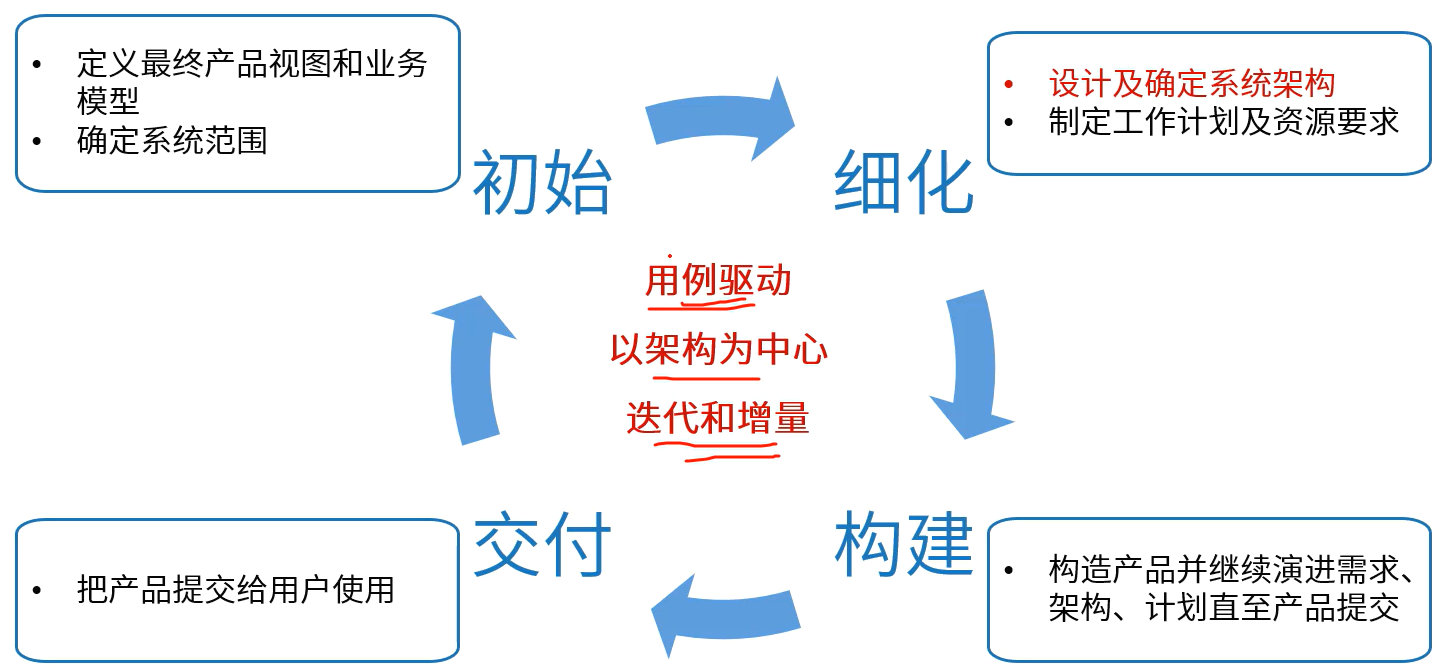 • 定义最终产品视图和业务
模型
• 确定系统范围
• 设计及确定系统架构
• 制定工作计划及资源要求
初始
细化
用例驱动
以架构为中心
迭代和增量
交付
构建
• 把产品提交给用户使用
• 构造产品并继续演进需求、
架构、计划直至产品提交